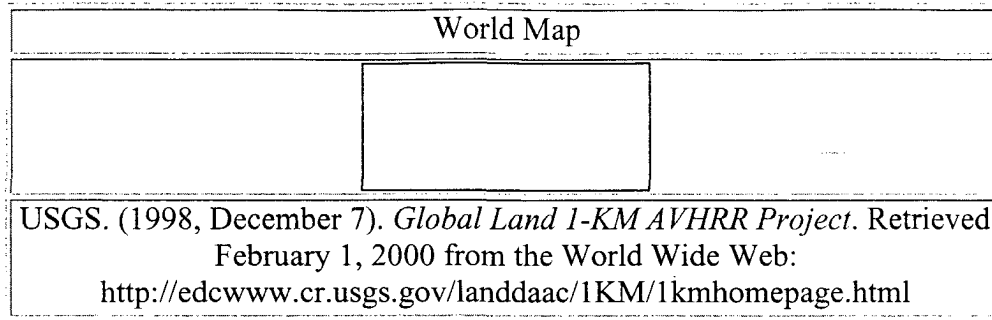 World Map
USGS. (1998, December 7). Global Land 1-KM AVHRR Project. Retrieved
February 1, 2000 from the World Wide Web:
http://edcwww.cr.usgs.gov/landdaac/1KM/1kmhomepage.html